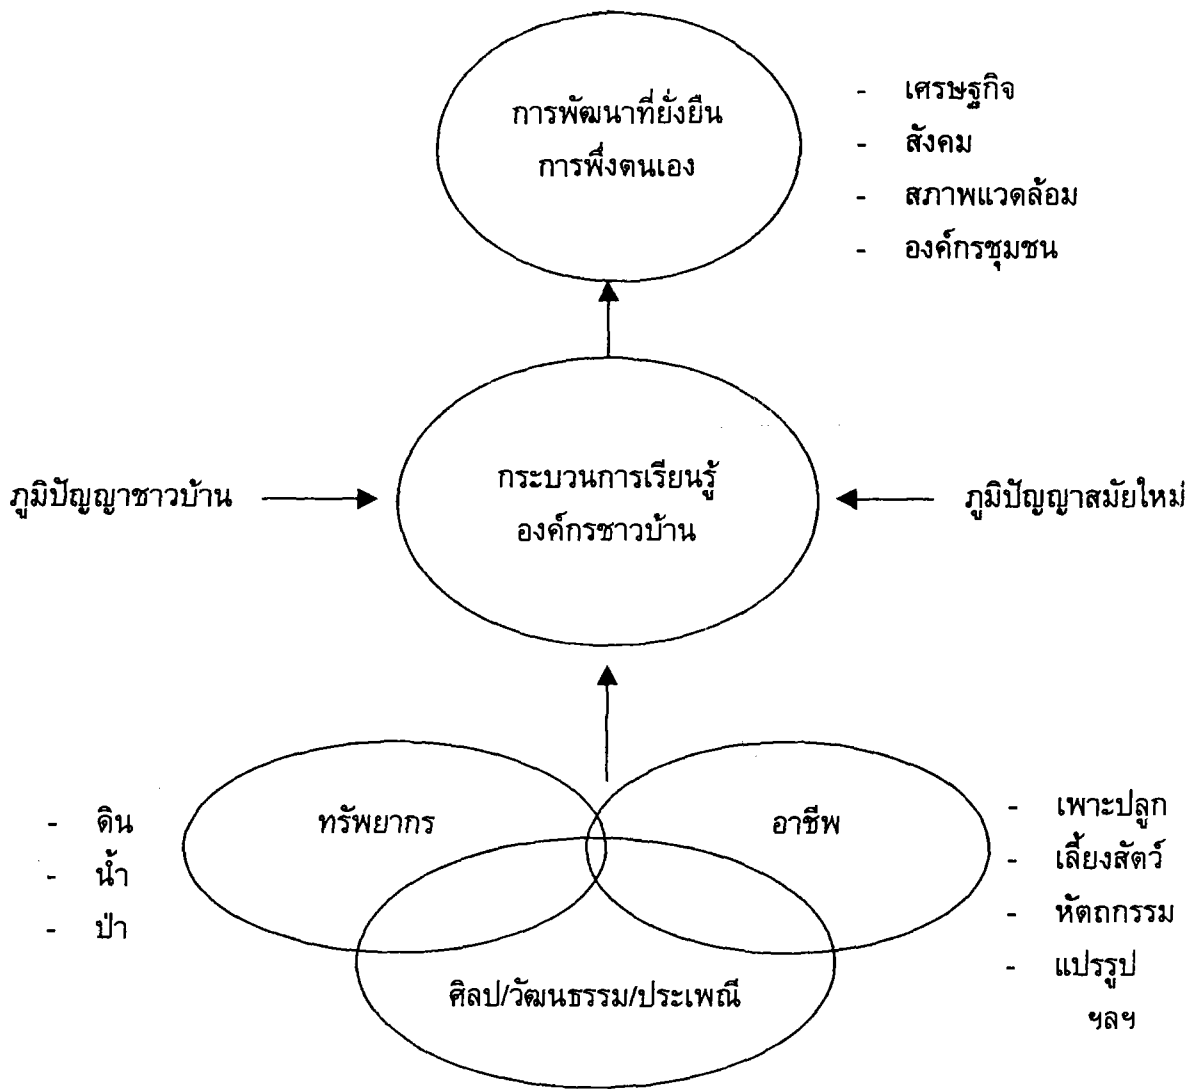 การพัฒนาที่ยั่งยืน
การพึ่งตนเอง
- เศรษฐกิจ
- สังคม
- สภาพแวดล้อม
- องค์กรชุมชน
ภูมิปัญญาชาวบ้าน
กระบวนการเรียนรู้
องค์กรชาวบ้าน
ภูมิปัญญาสมัยใหม่
- ดิน
- น้ำ
- ป่า
ทรัพยากร
อาชีพ
ศิลป/วัฒนธรรม/ประเพณี
- เพาะปลูก
- เลี้ยงสัตว์
- หัตถกรรม
- แปรรูป
ฯลฯ